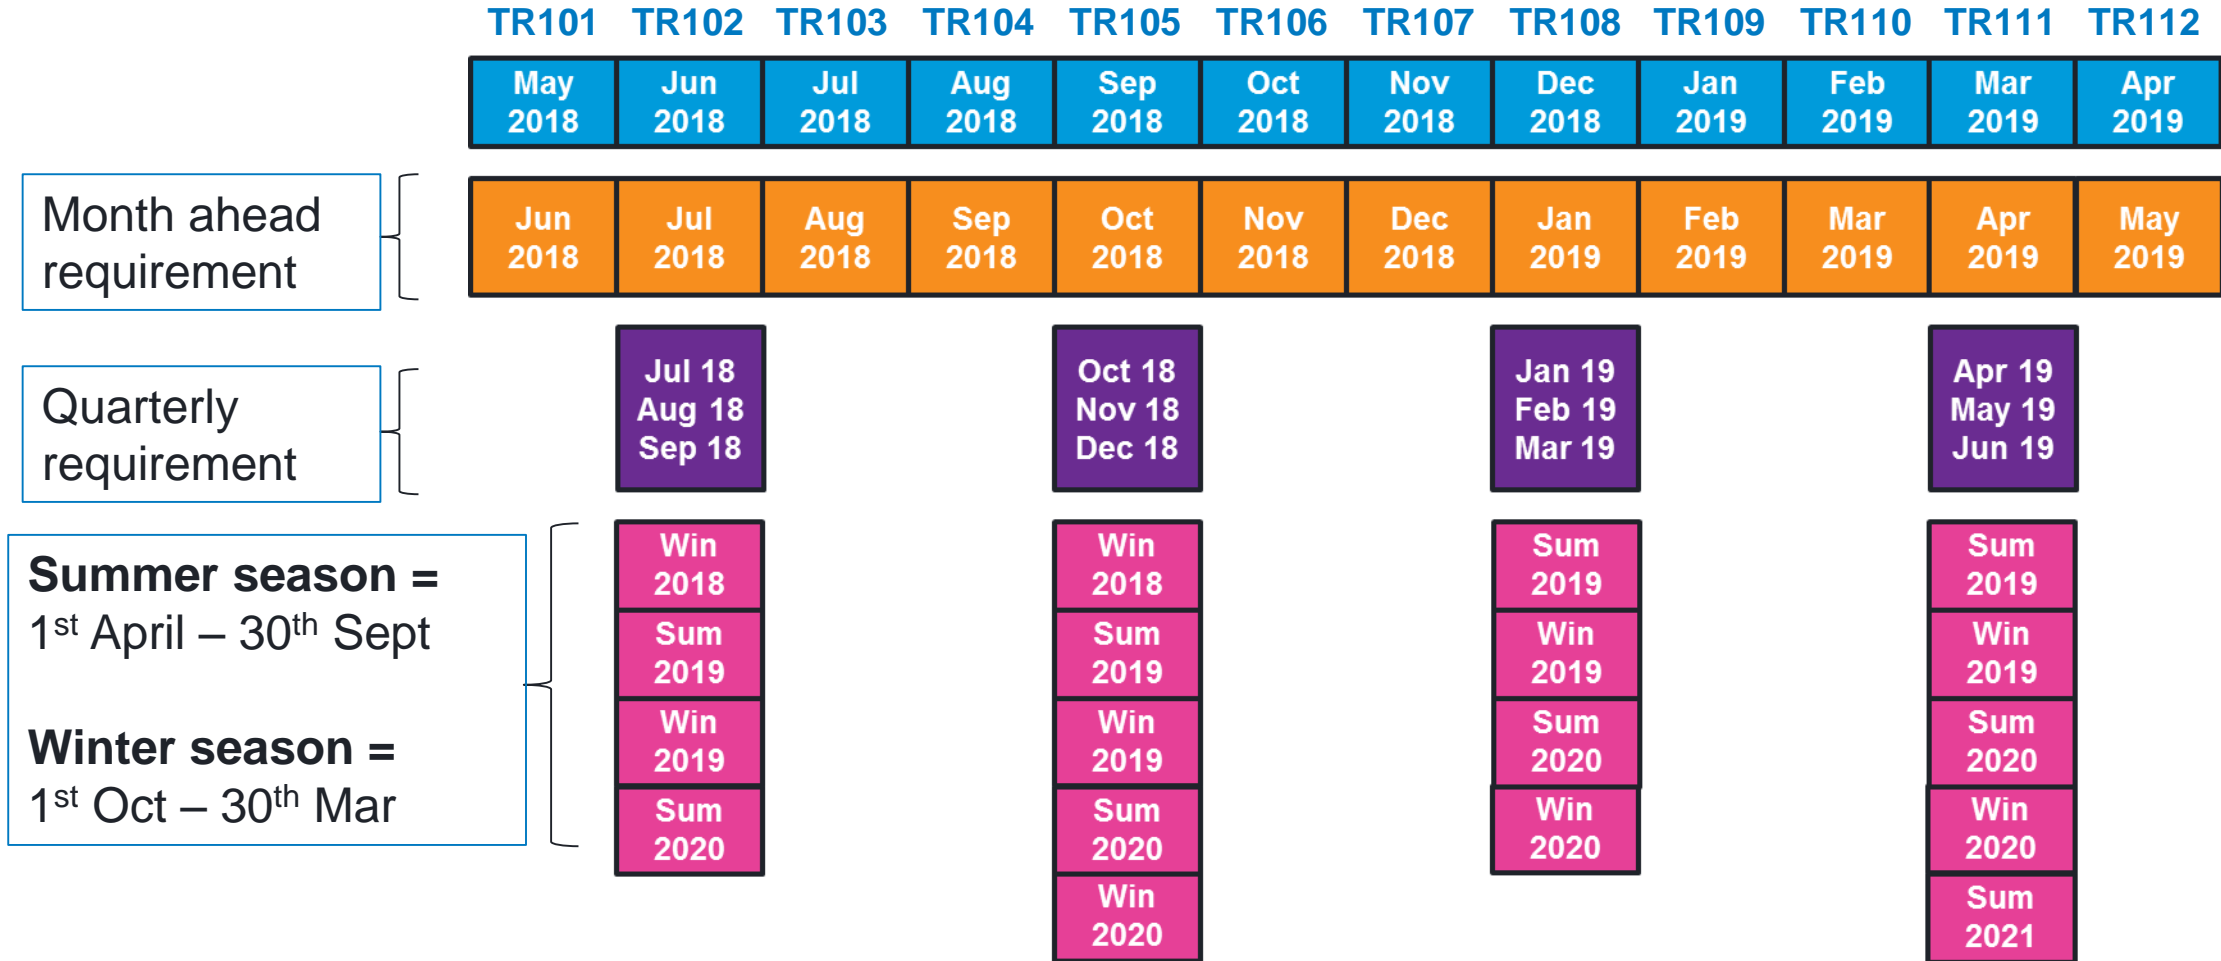 TR101 TR102 TR103 TR104 TR105 TR106 TR107 TR108 TR109 TR110 TR111 TR112
May Jun Jul Aug Sep Oct Nov Dec Jan Feb Mar Apr
2018 2018 2018 2018 2018 2018 2018 2018 2019 2019 2019 2019
Month ahead
requirement
Jun Jul Aug Sep Oct Nov Dec Jan Feb Mar Apr May
2018 2018 2018 2018 2018 2018 2018 2019 2019 2019 2019 2019
Quarterly
requirement
Jul 18
Aug 18
Sep 18
Oct 18
Nov 18
Dec 18
Jan 19
Feb 19
Mar 19
Apr 19
May 19
Jun 19
Summer season =
1st April – 30th Sept
Winter season =
1st Oct – 30th Mar
Win
2018
Sum
2019
Win
2019
Sum
2020
Win
2018
Sum
2019
Win
2019
Sum
2020
Win
2020
Sum
2019
Win
2019
Sum
2020
Win
2020
Sum
2019
Win
2019
Sum
2020
Win
2020
Sum
2021